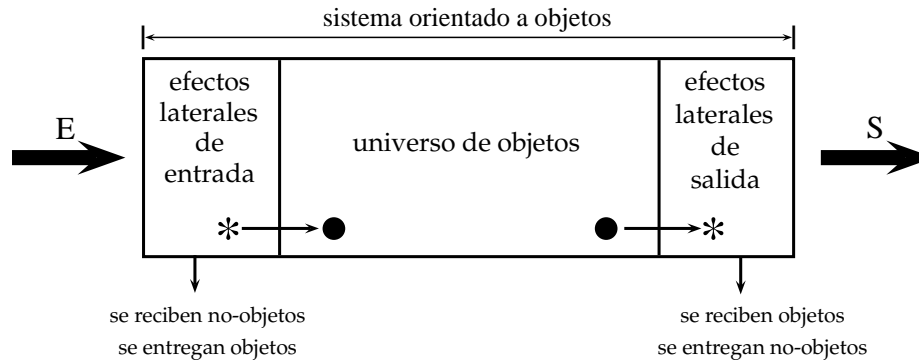 sistema orientado a objetos
E
efectos
laterales
de
entrada
universo de objetos
efectos
laterales
de
salida
S
se reciben no-objetos
se entregan objetos
se reciben objetos
se entregan no-objetos